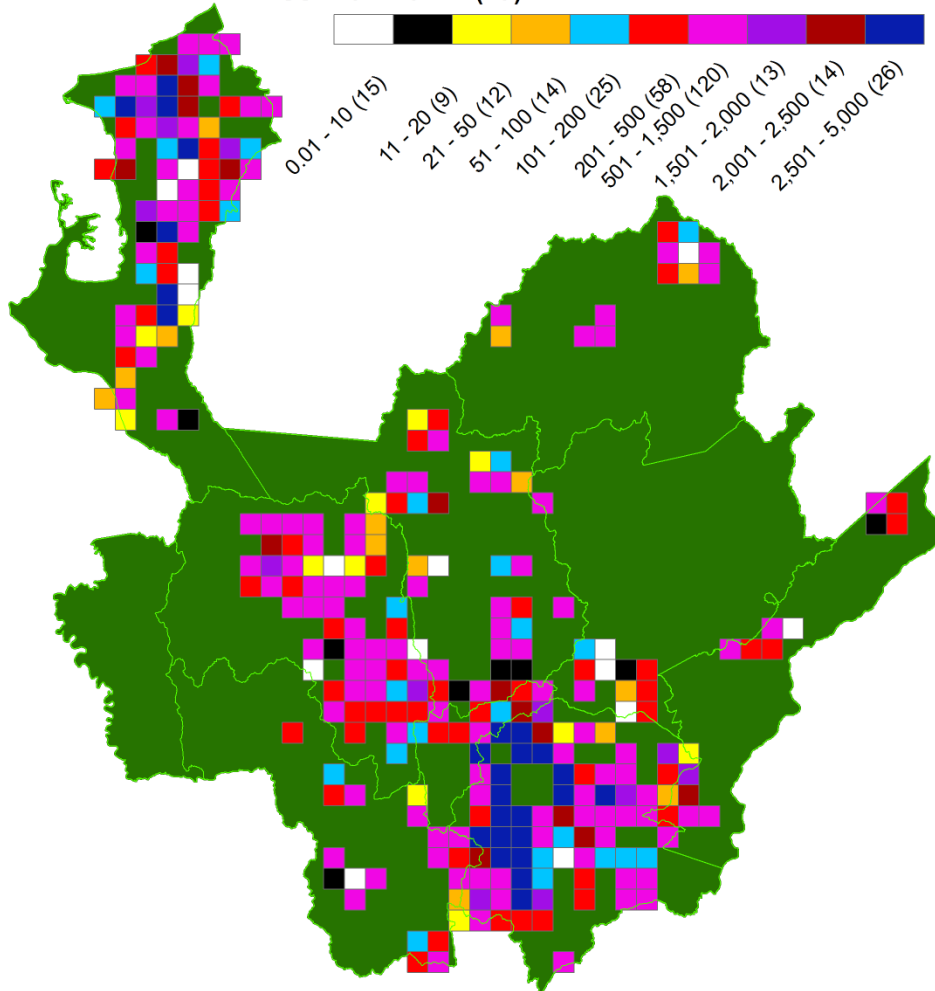 0.01 - 10 (15)
11 - 20 (9)
21 - 50 (12)
51 - 100 (14)
101 - 200 (25)
201 - 500 (58)
501 - 1,500 (120)
1,501 - 2,000 (13)
2,001 - 2,500 (14)
2,501 - 5,000 (26)